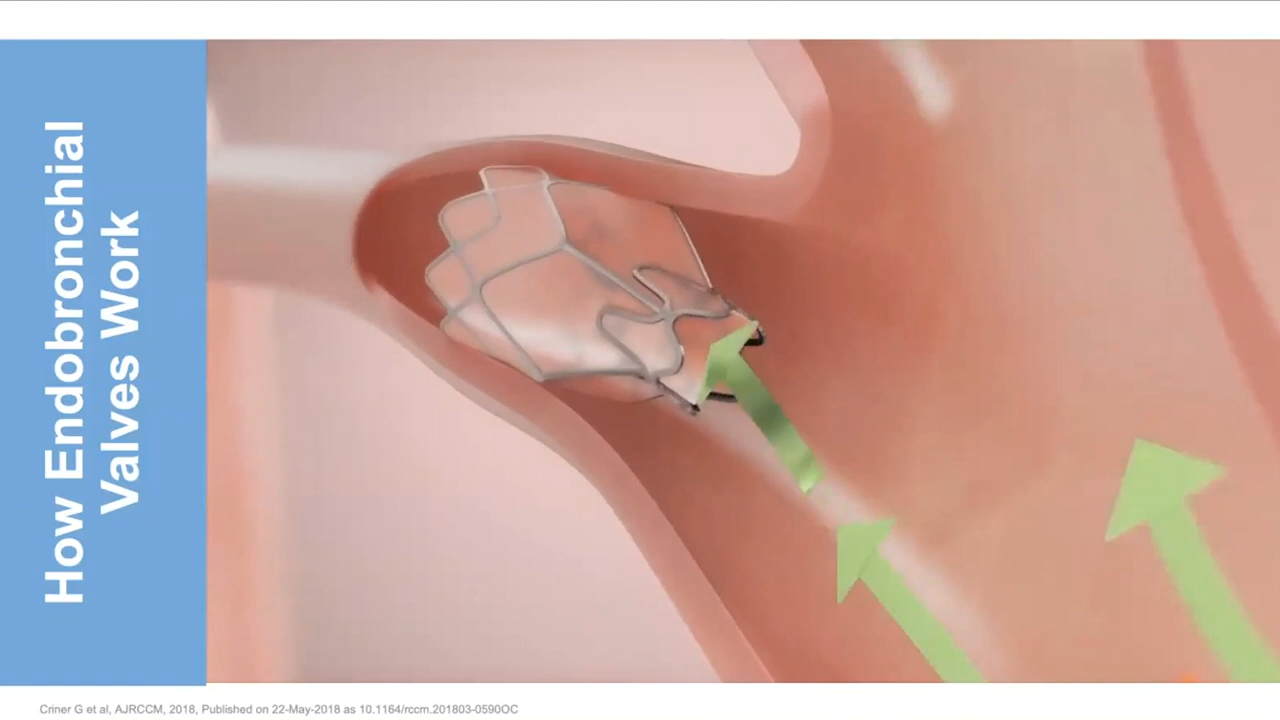 How Endobronchial
Valves Work
Criner G et al, AJRCCM, 2018, Published on 22-May-2018 as 10.1164/rccm.201803-0590OC